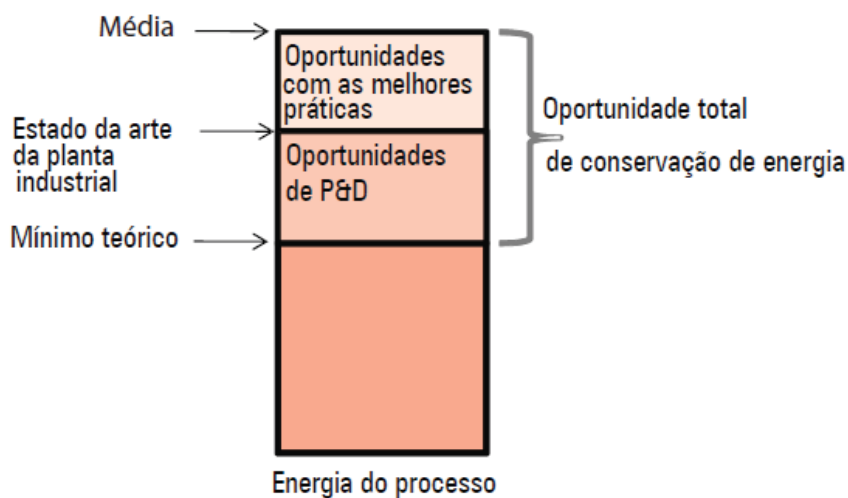 Média
Oportunidades
com as melhores
práticas
Estado da arte
da planta
industrial
Oportunidades
de P&D
Oportunidade total
de conservação de energia
Mínimo teórico
Energia do processo